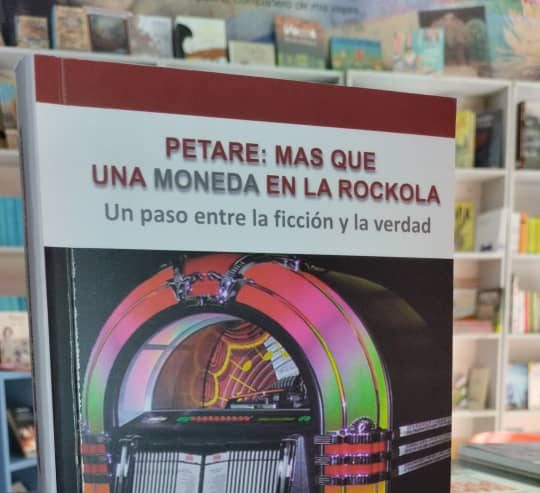 PETARE: MAS QUE
UNA MONEDA EN LA ROCKOLA
Un paso entre la ficción y la verdad